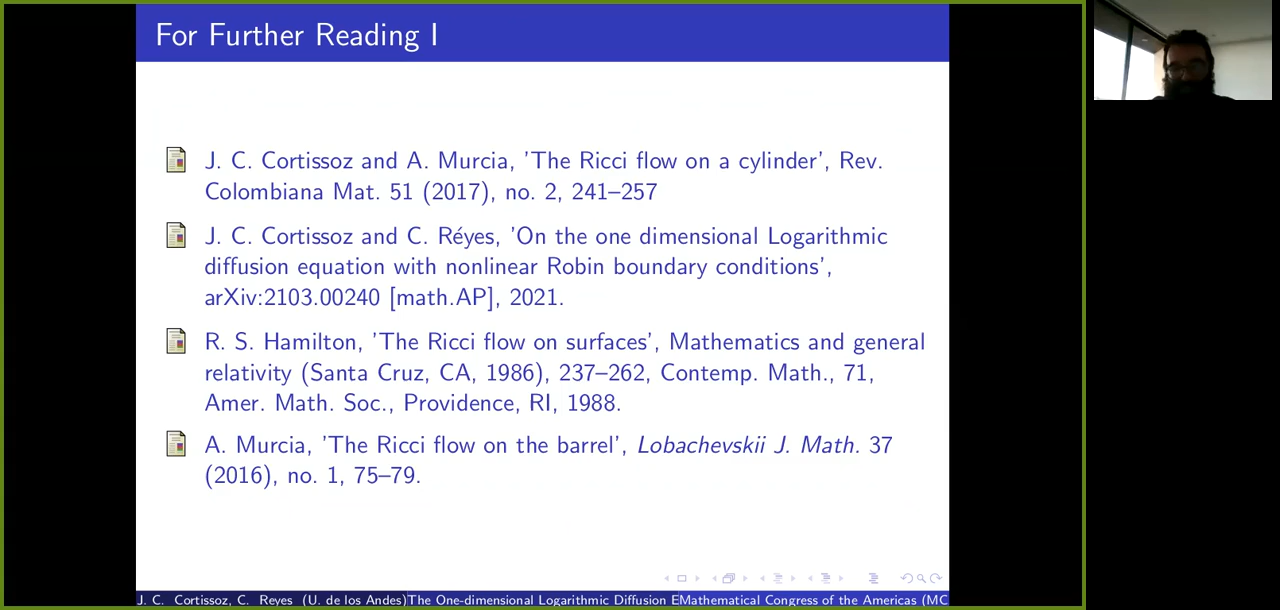 For Further Reading I
J. C. Cortissoz and A. Murcia, 'The Ricci flow on a cylinder', Rev.
Colombiana Mat. 51 (2017), no. 2, 241–257
J. C. Cortissoz and C. Réyes, 'On the one dimensional Logarithmic
diffusion equation with nonlinear Robin boundary conditions',
arXiv:2103.00240 [math.AP], 2021.
R. S. Hamilton, 'The Ricci flow on surfaces', Mathematics and general
relativity (Santa Cruz, CA, 1986), 237–262, Contemp. Math., 71,
Amer. Math. Soc., Providence, RI, 1988.
A. Murcia, 'The Ricci flow on the barrel', Lobachevskii J. Math. 37
(2016), no. 1, 75–79.
J. C. Cortissoz, C. Reyes (U. de los Andes)The One-dimensional Logarithmic Diffusion EMathematical Congress of the Americas (MC